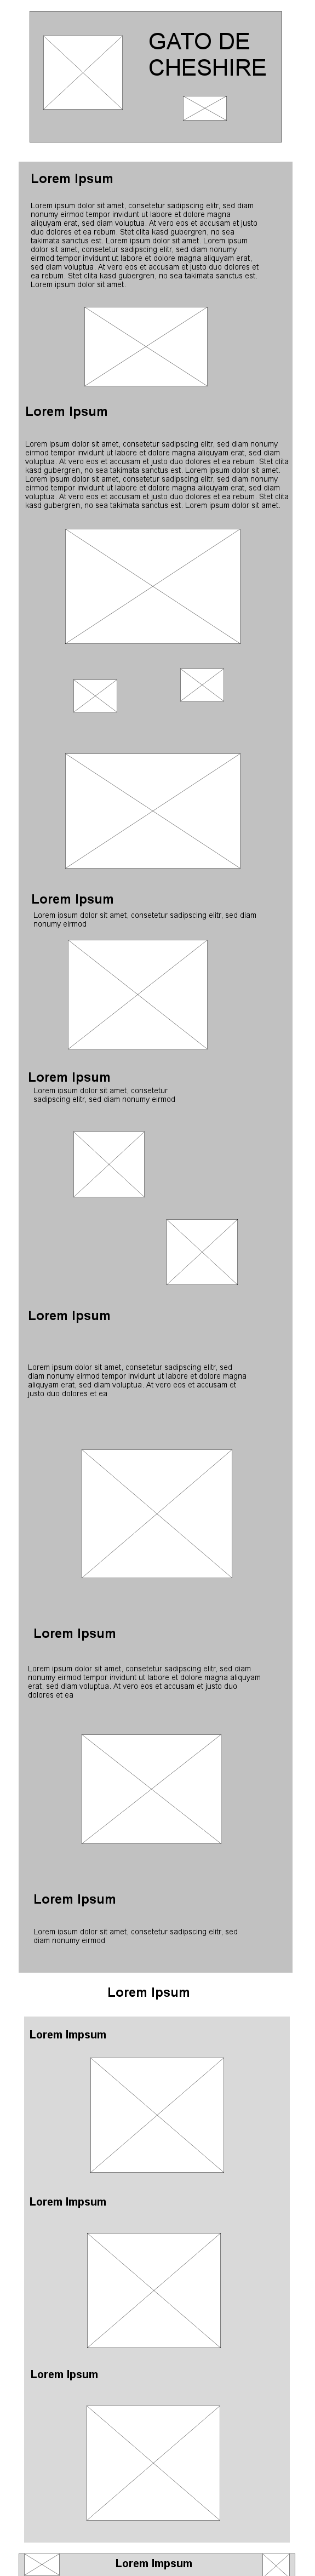 GATO DE
CHESHIRE
Lorem Ipsum
Lorem ipsum dolor sit amet, consetetur sadipscing elitr, sed diam
nonumy eirmod tempor invidunt ut labore et dolore magna
aliquyam erat, sed diam voluptua. At vero eos et accusam et justo
duo dolores et ea rebum. Stet clita kasd gubergren, no sea
takimata sanctus est. Lorem ipsum dolor sit amet. Lorem ipsum
dolor sit amet, consetetur sadipscing elitr, sed diam nonumy
eirmod tempor invidunt ut labore et dolore magna aliquyam erat,
sed diam voluptua. At vero eos et accusam et justo duo dolores et
ea rebum. Stet clita kasd gubergren, no sea takimata sanctus est.
Lorem ipsum dolor sit amet.
Lorem Ipsum
Lorem ipsum dolor sit amet, consetetur sadipscing elitr, sed diam nonumy
eirmod tempor invidunt ut labore et dolore magna aliquyam erat, sed diam
voluptua. At vero eos et accusam et justo duo dolores et ea rebum. Stet clita
kasd gubergren, no sea takimata sanctus est. Lorem ipsum dolor sit amet.
Lorem ipsum dolor sit amet, consetetur sadipscing elitr, sed diam nonumy
eirmod tempor invidunt ut labore et dolore magna aliquyam erat, sed diam
voluptua. At vero eos et accusam et justo duo dolores et ea rebum. Stet clita
kasd gubergren, no sea takimata sanctus est. Lorem ipsum dolor sit amet.
Lorem Ipsum
Lorem ipsum dolor sit amet, consetetur sadipscing elitr, sed diam
nonumy eirmod
Lorem Ipsum
Lorem ipsum dolor sit amet, consetetur
sadipscing elitr, sed diam nonumy eirmod
Lorem Ipsum
Lorem ipsum dolor sit amet, consetetur sadipscing elitr, sed
diam nonumy eirmod tempor invidunt ut labore et dolore magna
aliquyam erat, sed diam voluptua. At vero eos et accusam et
justo duo dolores et ea
Lorem Ipsum
Lorem ipsum dolor sit amet, consetetur sadipscing elitr, sed diam
nonumy eirmod tempor invidunt ut labore et dolore magna aliquyam
erat, sed diam voluptua. At vero eos et accusam et justo duo
dolores et ea
Lorem Ipsum
Lorem ipsum dolor sit amet, consetetur sadipscing elitr, sed
diam nonumy eirmod
Lorem Ipsum
Lorem Impsum
Lorem Impsum
Lorem Ipsum
Lorem Impsum